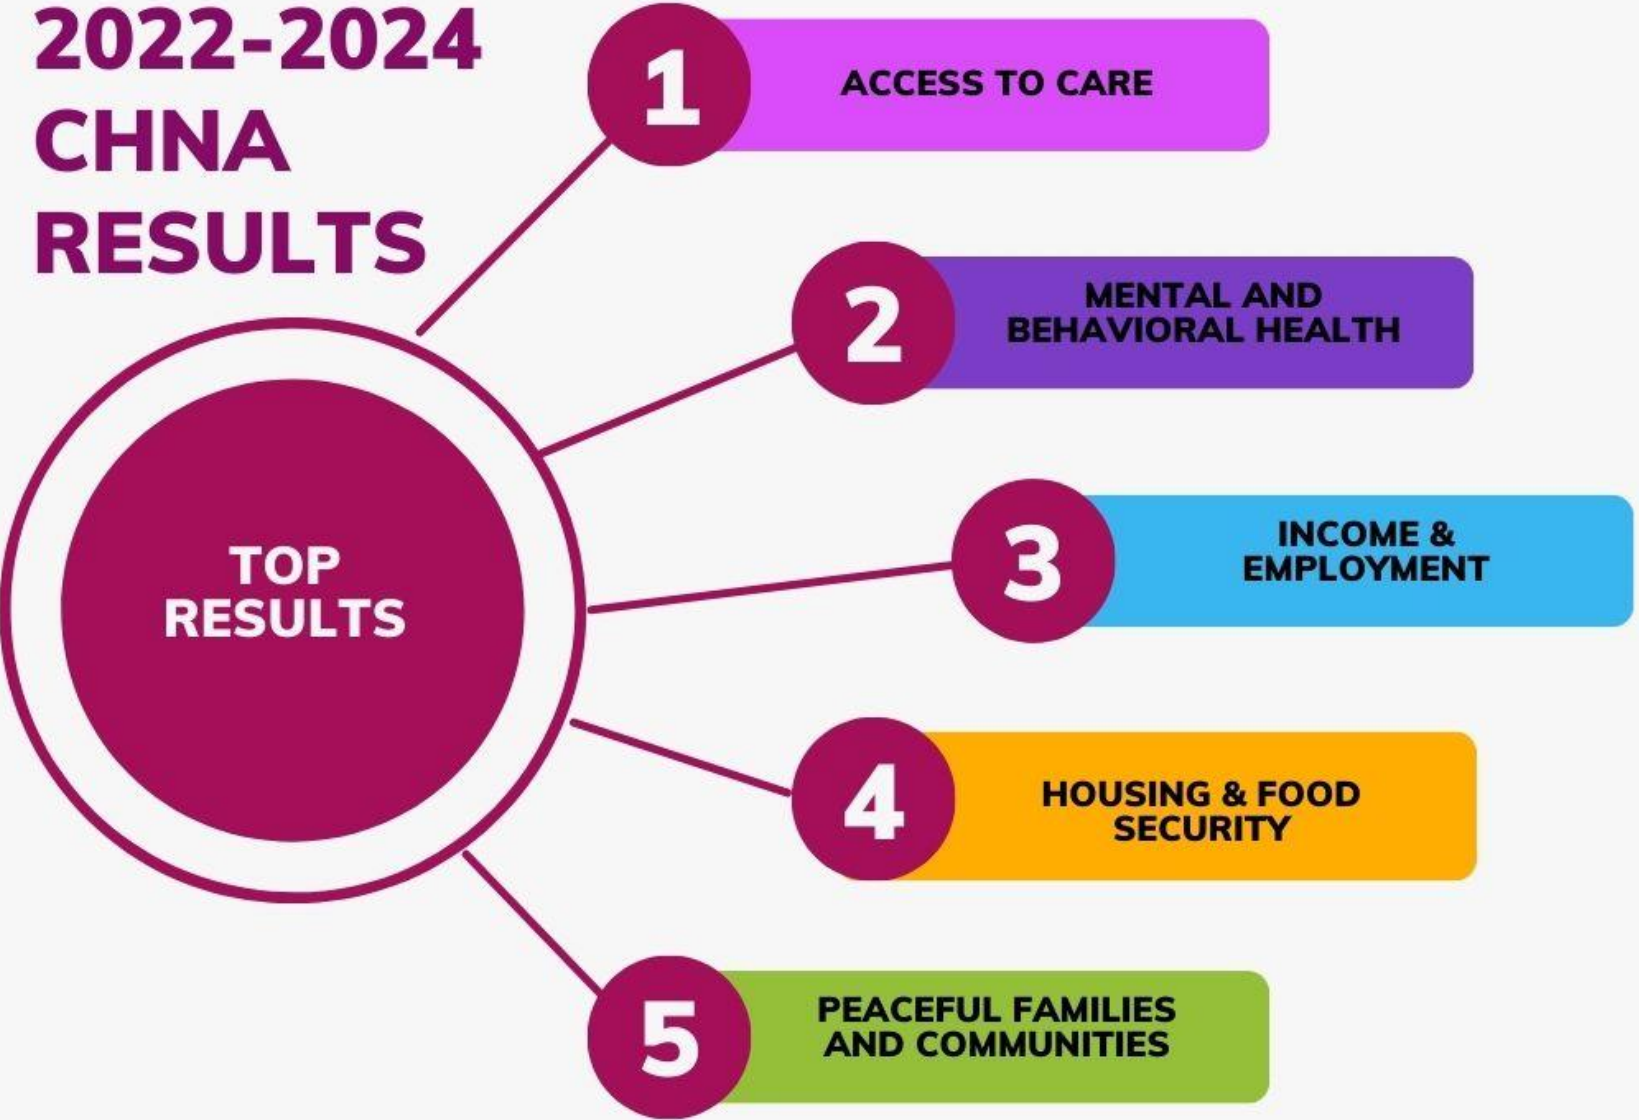 2022-2024
CHNA
RESULTS
TOP
RESULTS
1
ACCESS TO CARE
2
MENTAL AND
BEHAVIORAL HEALTH
3
INCOME &
EMPLOYMENT
4
HOUSING & FOOD
SECURITY
5
PEACEFUL FAMILIES
AND COMMUNITIES